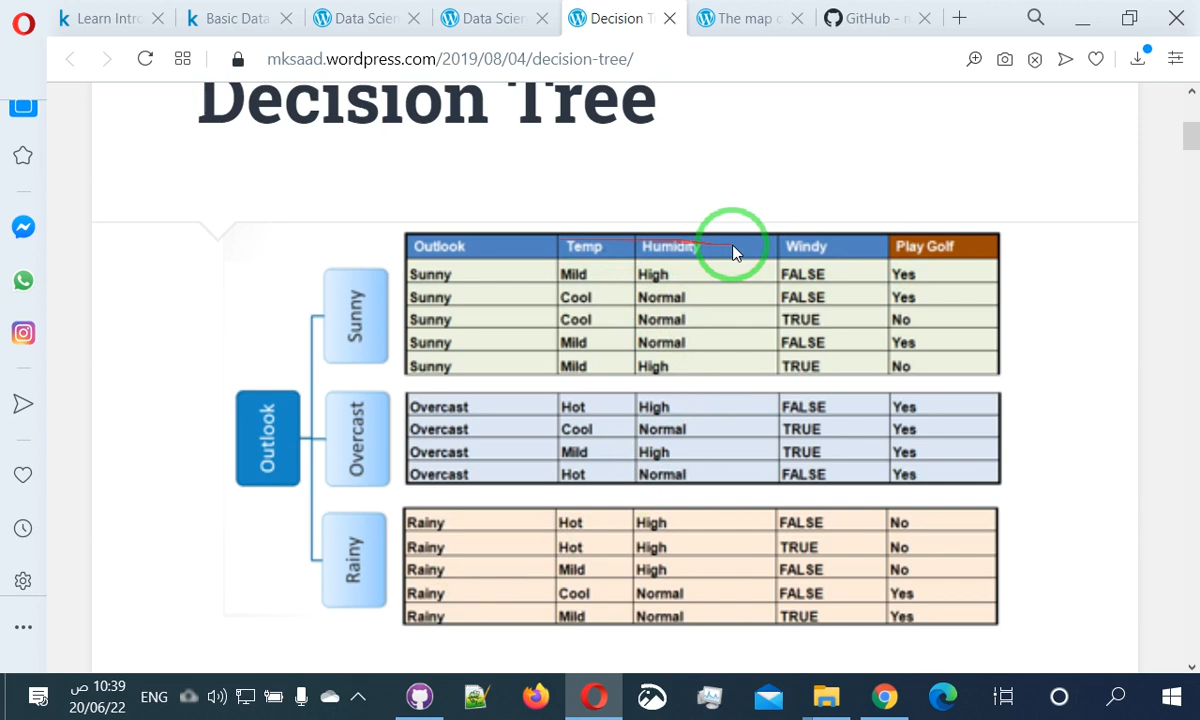 Learn Intro
Basic Data
Data Scien
Data Scien
Decision T
The map o
GitHub - n
mksaad.wordpress.com/2019/08/04/decision-tree/
Decision Tree
Outlook Temp Humidity Windy Play Golf
Sunny Mild High FALSE Yes
Sunny Cool Normal FALSE Yes
Sunny Cool Normal TRUE No
Sunny Mild Normal FALSE Yes
Sunny Mild High TRUE No
Sunny
Overcast Hot High FALSE Yes
Overcast Cool Normal TRUE Yes
Overcast Mild High TRUE Yes
Overcast Hot Normal FALSE Yes
Outlook
Overcast
Rainy Hot High FALSE No
Rainy Hot High TRUE No
Rainy Mild High FALSE No
Rainy Cool Normal FALSE Yes
Rainy Mild Normal TRUE Yes
Rainy
10:39 ص
20/06/22
ENG